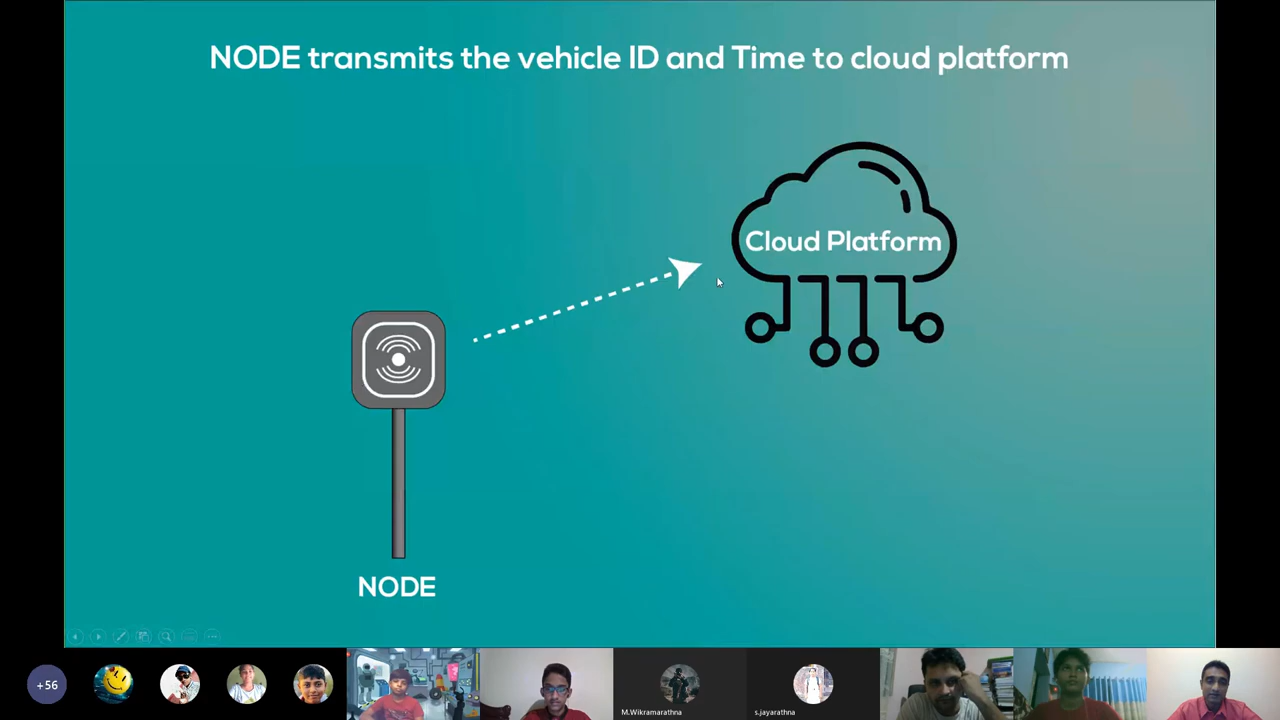 NODE transmits the vehicle ID and Time to cloud platform
Cloud Platform
NODE
+56
M.Wikramarathna
s.jayarathna